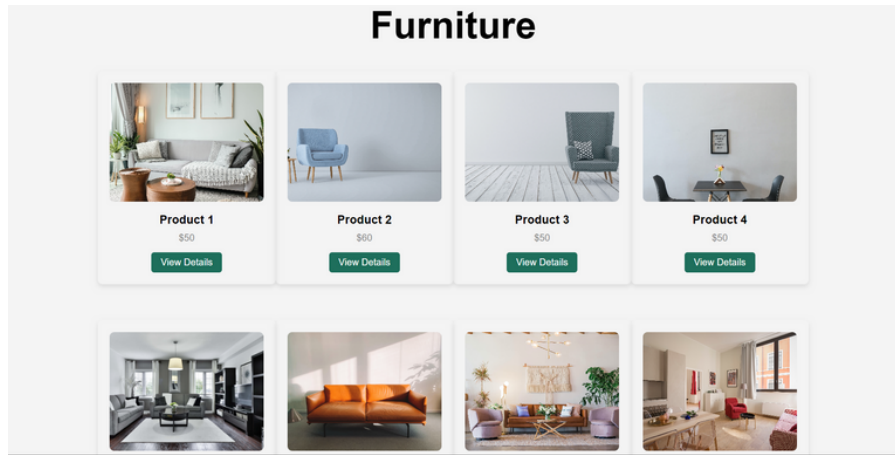 Furniture
Product 1
$50
View Details
Product 2
$60
View Details
Product 3
$50
View Details
Product 4
$50
View Details